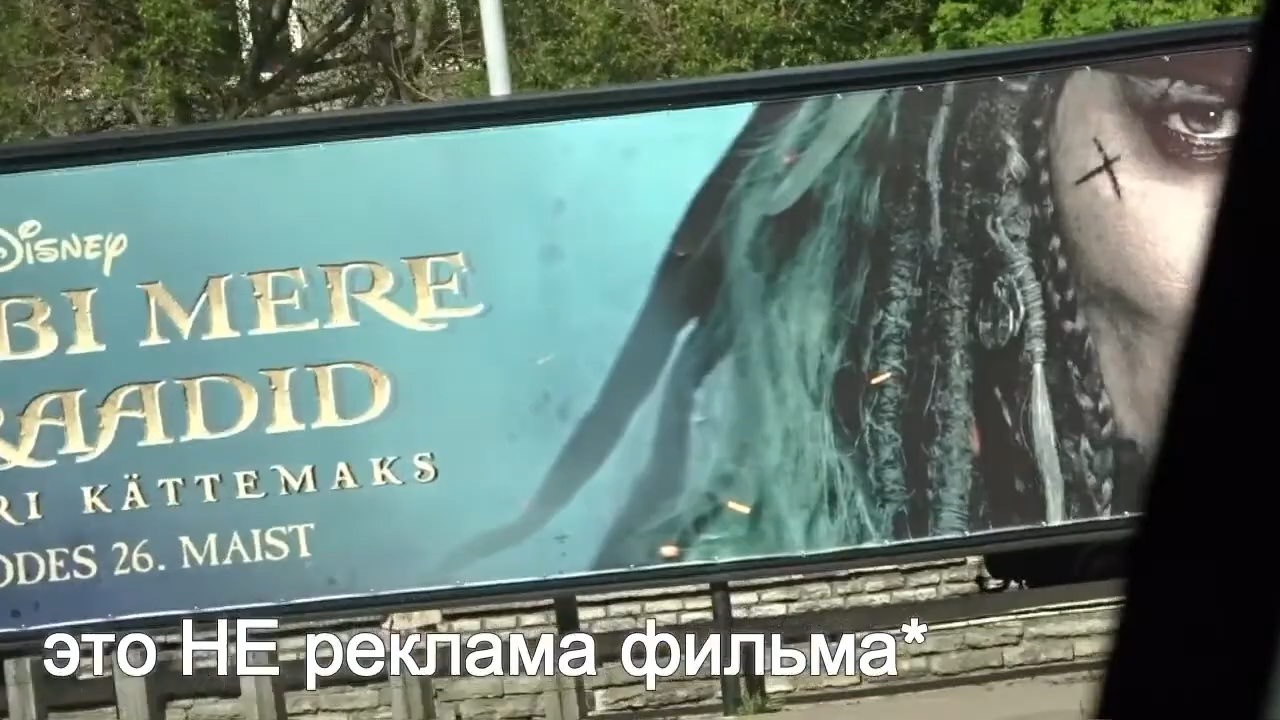 Disney
BI MERE
RAADID
RI KÄTTEMAKS
ODES 26. MAIST
это НЕ реклама фильма*